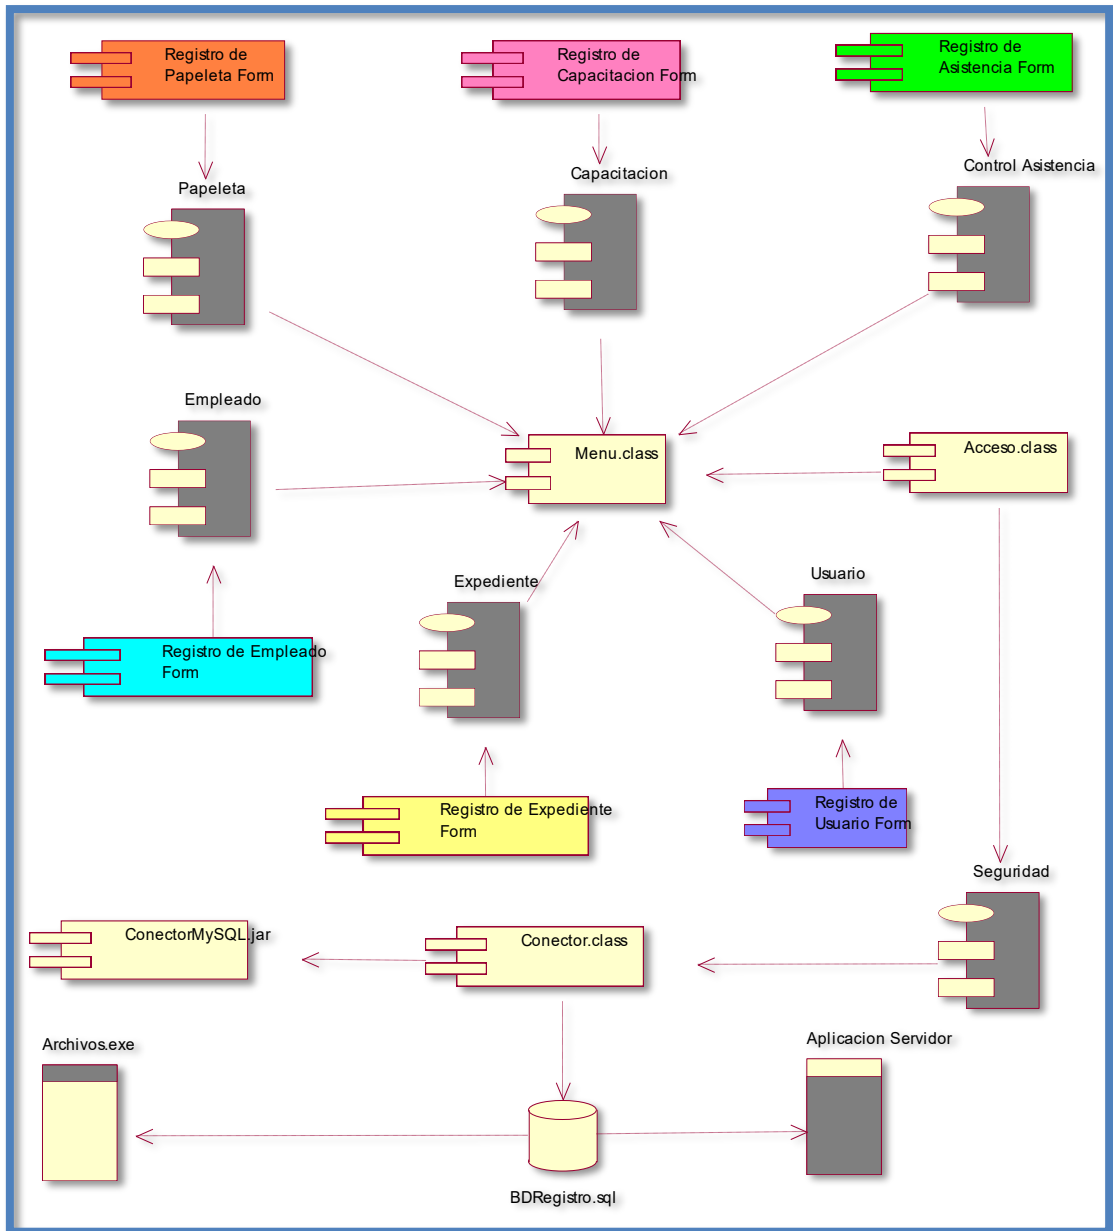 Registro de
Papeleta Form
Registro de
Capacitacion Form
Registro de
Asistencia Form
Papeleta
Capacitacion
Control Asistencia
Empleado
Menu.class
Acceso.class
Expediente
Usuario
Registro de Empleado
Form
Registro de Expediente
Form
Registro de
Usuario Form
Seguridad
ConectorMySQL.jar
Conector.class
Archivos.exe
Aplicacion Servidor
BDRegistro.sql